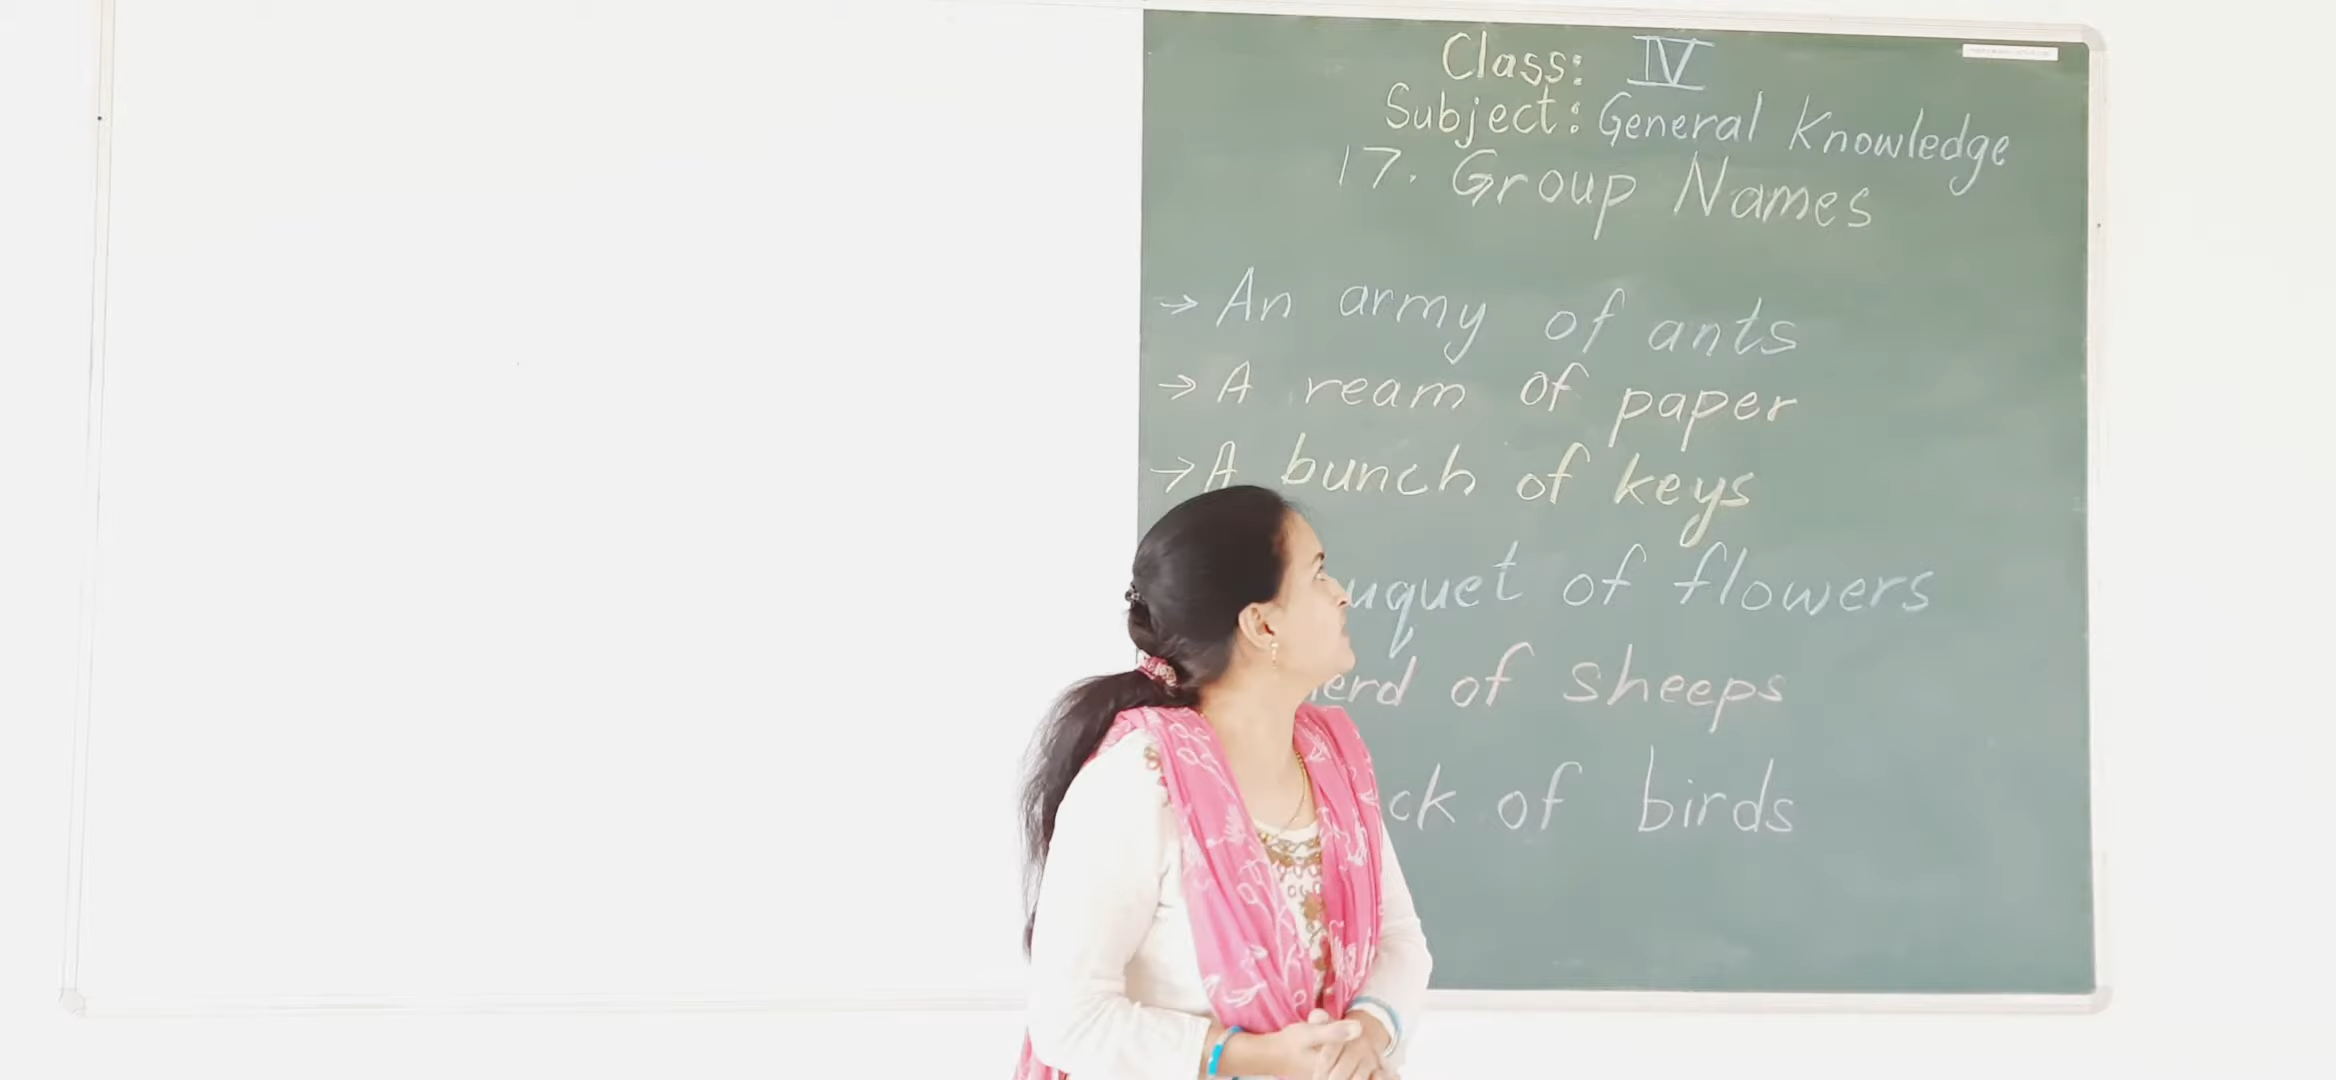 Class: IV
Subject: General Knowledge
17. Group Names
→ An army of ants
→ A ream of paper
→ A bunch of keys
uquet of flowers
erd of sheeps
ck of birds